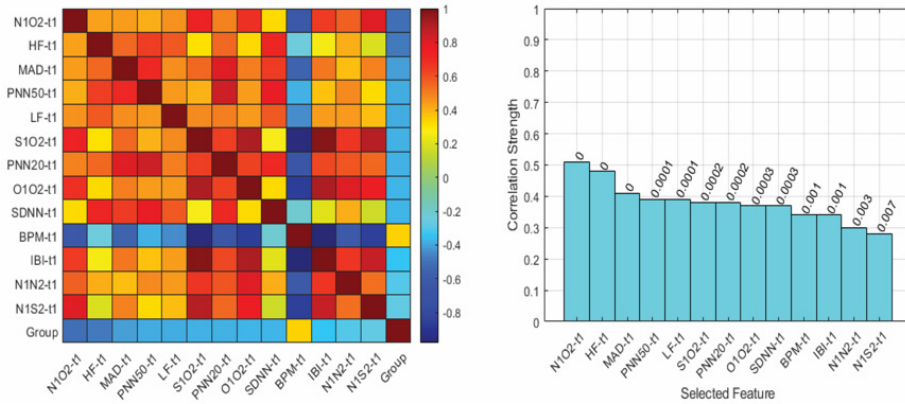 N1O2-t1
HF-t1
MAD-t1
PNN50-t1
LF-t1
S1O2-t1
PNN20-t1
O1O2-t1
SDNN-t1
BPM-t1
IBI-t1
N1N2-t1
N1S2-t1
Group
N1O2-t1 HF-t1 MAD-t1 PNN50-t1 LF-t1 S1O2-t1 PNN20-t1 O1O2-t1 SDNN-t1 BPM-t1 IBI-t1 N1N2-t1 N1S2-t1 Group
1
0.8
0.6
0.4
0.2
0
-0.2
-0.4
-0.6
-0.8
Correlation Strength
1
0.9
0.8
0.7
0.6
0.5
0.4
0.3
0.2
0.1
0
0 0 0 0.0001 0.0001 0.0002 0.0002 0.0003 0.0003 0.001 0.001 0.003 0.007
N1O2-t1 HF-t1 MAD-t1 PNN50-t1 LF-t1 S1O2-t1 PNN20-t1 O1O2-t1 SDNN-t1 BPM-t1 IBI-t1 N1N2-t1 N1S2-t1
Selected Feature